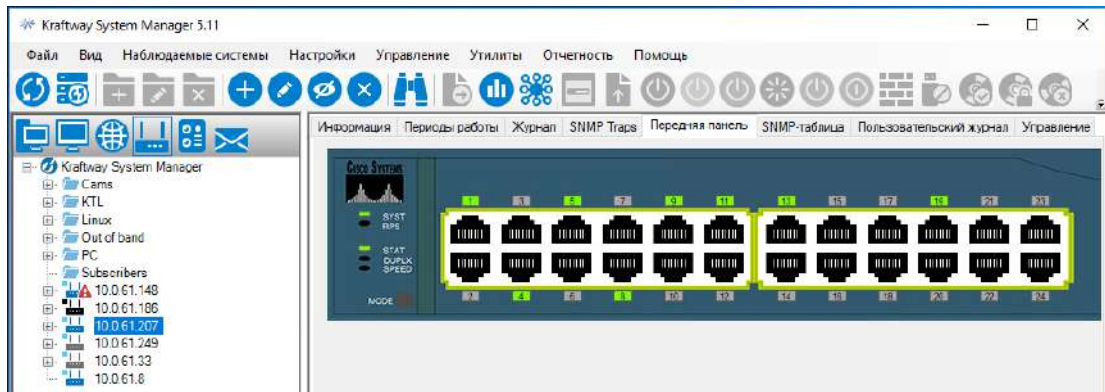 Kraftway System Manager 5.11
Файл Вид Наблюдаемые системы Настройки Управление Утилиты Отчетность Помощь
Информация Периоды работы Журнал SNMP Traps Передняя панель SNMP-таблица Пользовательский журнал Управление
Kraftway System Manager
Cams
KTL
Linux
Out of band
PC
Subscribers
10.0.61.148
10.0.61.186
10.0.61.207
10.0.61.249
10.0.61.33
10.0.61.8
Cisco Systems
SYST
RPS
STAT
DUPLX
SPEED
MODE
1 3 5 7 9 11 13 15 17 19 21 23
2 4 6 8 10 12 14 16 18 20 22 24